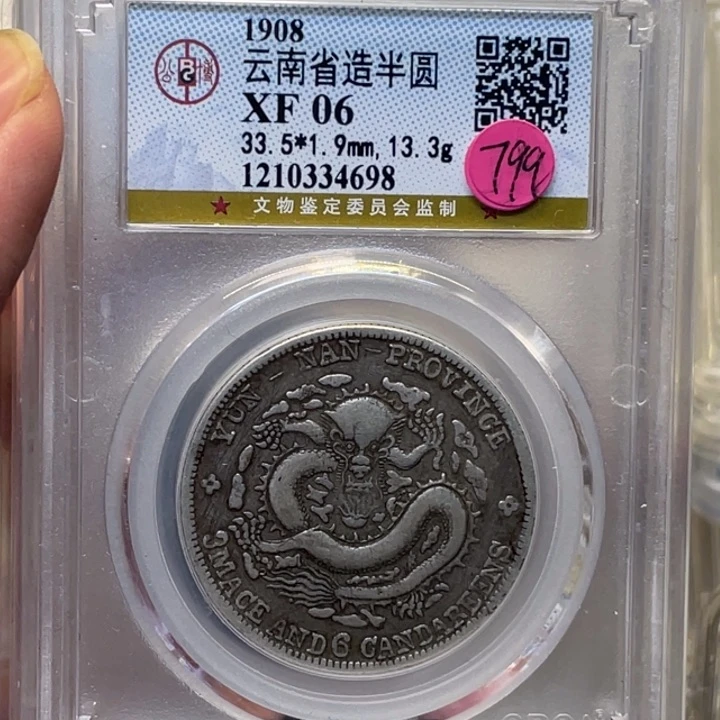 1908
云南省造半圆
XF 06
33.5*1.9mm,13.3g
1210334698
799
文物鉴定委员会监制
YUN-NAN-PROVINCE
3 MACE AND 6 CANDAREENS